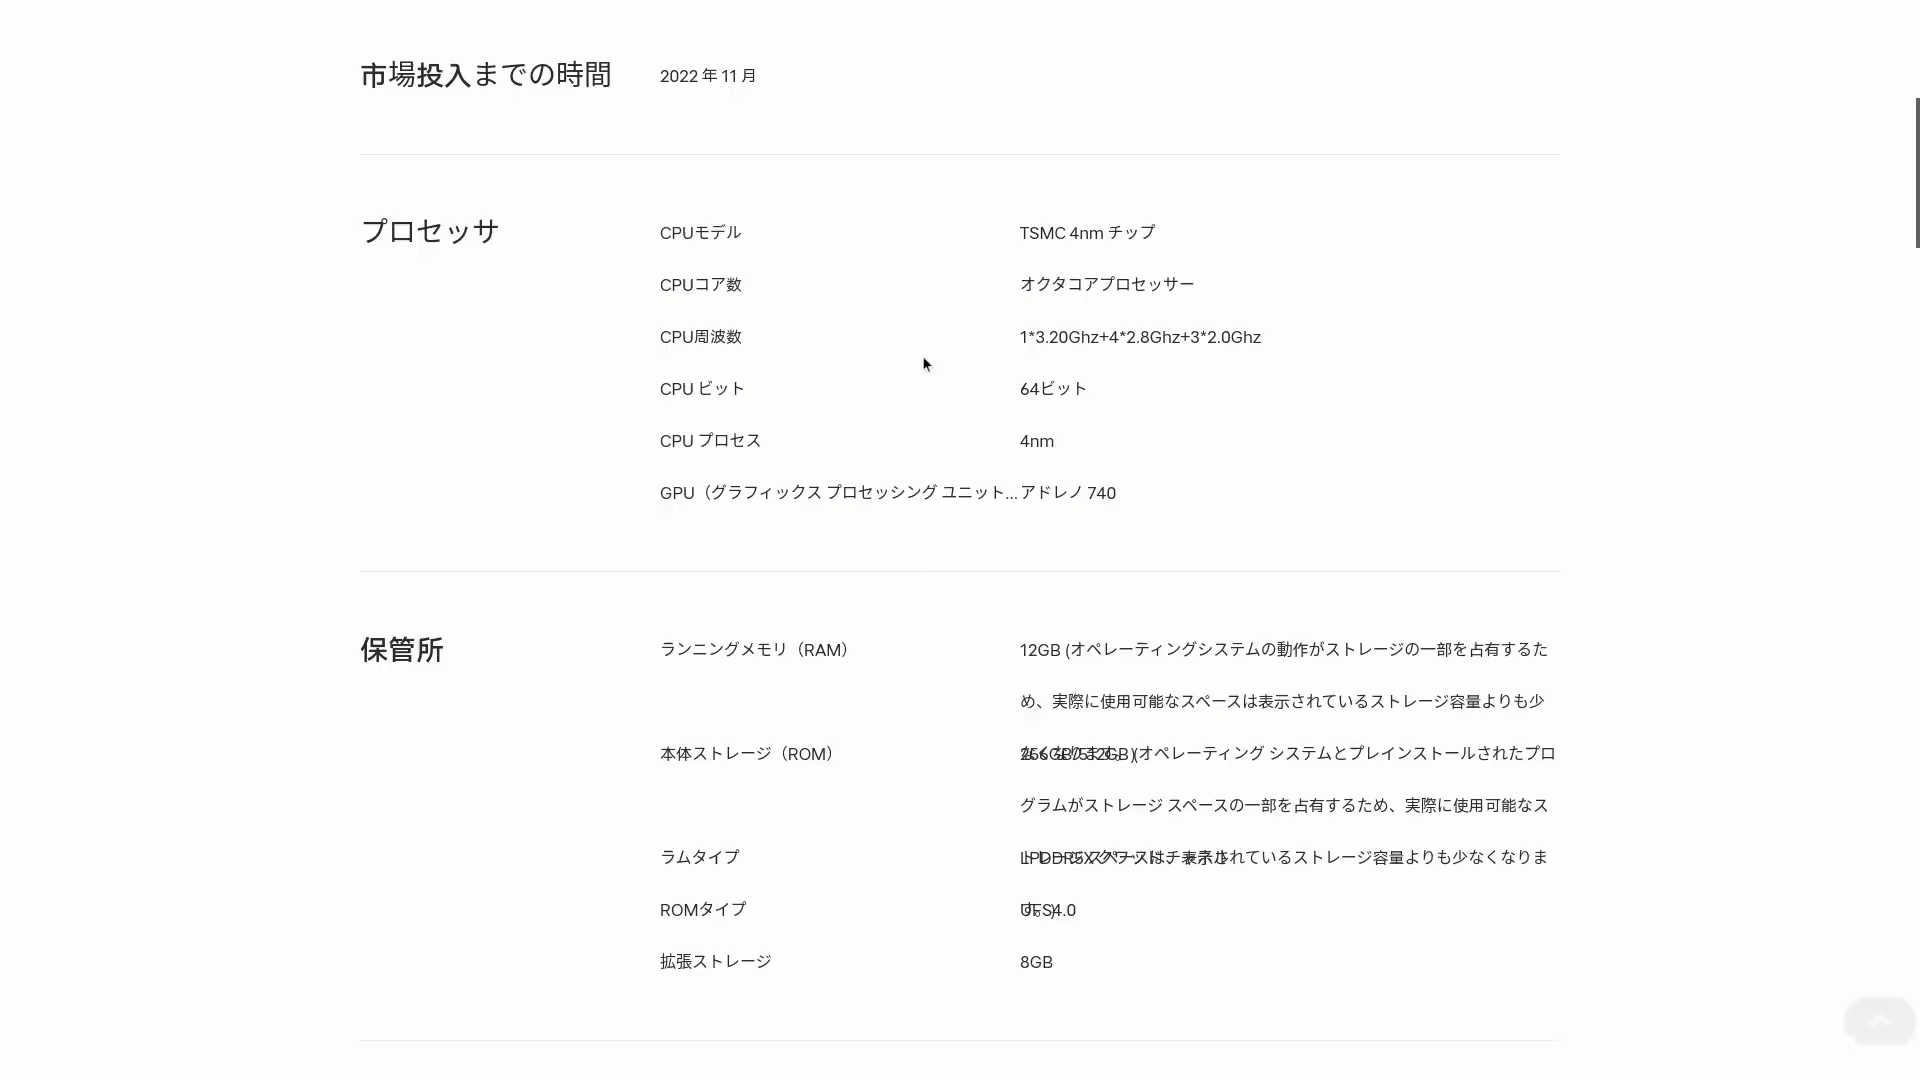 市場投入までの時間 2022 年 11 月
プロセッサ
CPUモデル TSMC 4nm チップ
CPUコア数 オクタコアプロセッサー
CPU周波数 1*3.20Ghz+4*2.8Ghz+3*2.0Ghz
CPU ビット 64ビット
CPU プロセス 4nm
GPU（グラフィックス プロセッシング ユニット... アドレノ 740
保管所
ランニングメモリ（RAM） 12GB (オペレーティングシステムの動作がストレージの一部を占有するた
め、実際に使用可能なスペースは表示されているストレージ容量よりも少
本体ストレージ（ROM） (オペレーティング システムとプレインストールされたプロ
グラムがストレージ スペースの一部を占有するため、実際に使用可能なス
ラムタイプ されているストレージ容量よりも少なくなりま
ROMタイプ UFS4.0
拡張ストレージ 8GB